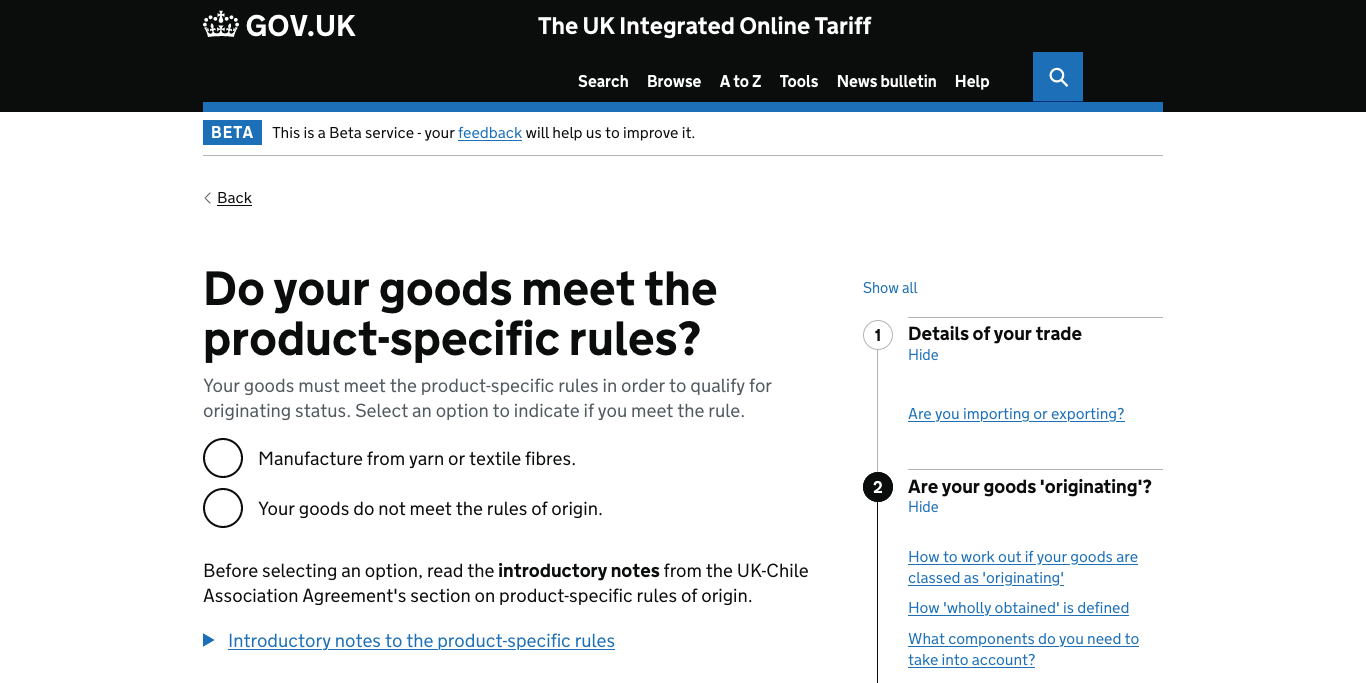 GOV.UK
The UK Integrated Online Tariff
Search Browse A to Z Tools News bulletin Help
BETA This is a Beta service - your feedback will help us to improve it.
Back
Do your goods meet the
product-specific rules?
Your goods must meet the product-specific rules in order to qualify for
originating status. Select an option to indicate if you meet the rule.
Manufacture from yarn or textile fibres.
Your goods do not meet the rules of origin.
Before selecting an option, read the introductory notes from the UK-Chile
Association Agreement's section on product-specific rules of origin.
Introductory notes to the product-specific rules
Show all
1 Details of your trade
Hide
Are you importing or exporting?
2 Are your goods 'originating'?
Hide
How to work out if your goods are
classed as 'originating'
How 'wholly obtained' is defined
What components do you need to
take into account?